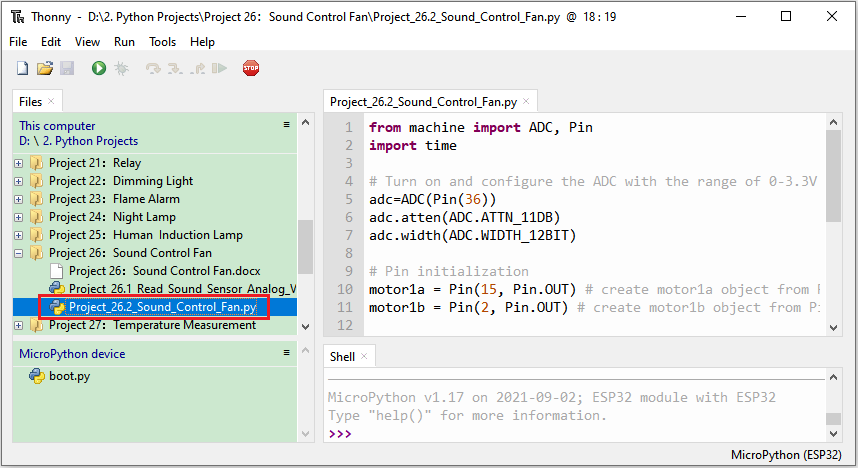 Thonny - D:\2. Python Projects\Project 26：Sound Control Fan\Project_26.2_Sound_Control_Fan.py @ 18 : 19
File Edit View Run Tools Help
STOP
Files ×
This computer
D: \ 2. Python Projects
Project 21：Relay
Project 22：Dimming Light
Project 23：Flame Alarm
Project 24：Night Lamp
Project 25：Human Induction Lamp
Project 26：Sound Control Fan
Project 26：Sound Control Fan.docx
Project_26.1_Read_Sound_Sensor_Analog_V
Project_26.2_Sound_Control_Fan.py
Project 27：Temperature Measurement
MicroPython device
boot.py
Project_26.2_Sound_Control_Fan.py ×
1 from machine import ADC, Pin
2 import time
3
4 # Turn on and configure the ADC with the range of 0-3.3V
5 adc=ADC(Pin(36))
6 adc.atten(ADC.ATTN_11DB)
7 adc.width(ADC.WIDTH_12BIT)
8
9 # Pin initialization
10 motor1a = Pin(15, Pin.OUT) # create motor1a object from
11 motor1b = Pin(2, Pin.OUT) # create motor1b object from Pi
12
Shell ×
MicroPython v1.17 on 2021-09-02; ESP32 module with ESP32
Type "help()" for more information.
>>>
MicroPython (ESP32)